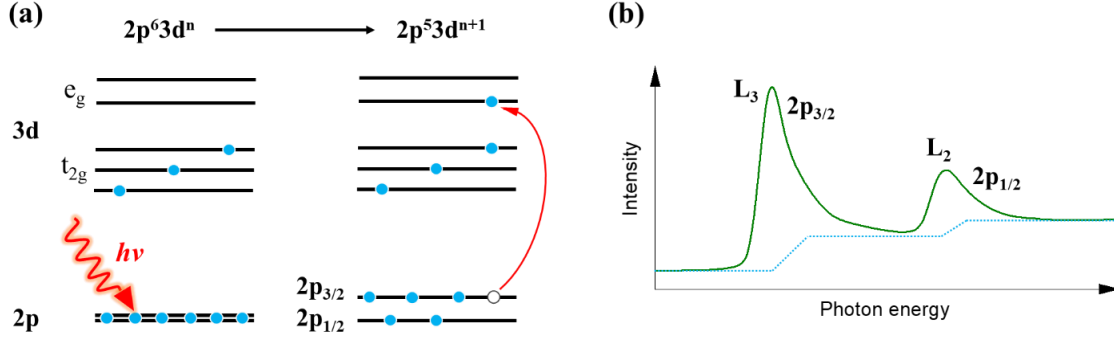 (a)
2p⁶3dⁿ
2p⁵3dⁿ⁺¹
e_g
3d
t_2g
hν
2p_3/2
2p
2p_1/2
(b)
L₃
2p_3/2
L₂
2p_1/2
Intensity
Photon energy